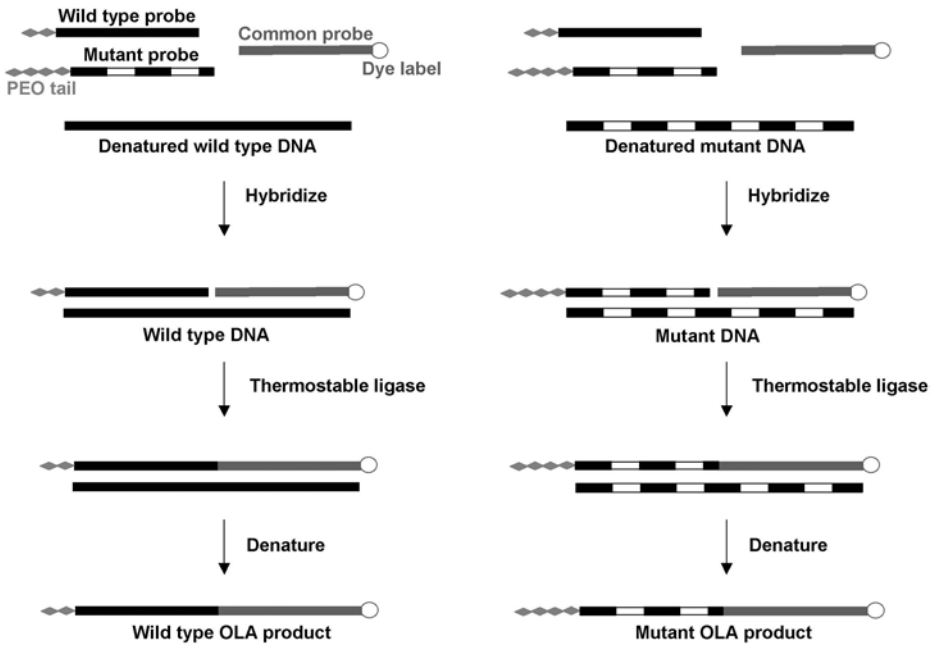 Wild type probe
Common probe
Mutant probe
Dye label
PEO tail
Denatured wild type DNA
Denatured mutant DNA
Hybridize
Hybridize
Wild type DNA
Mutant DNA
Thermostable ligase
Thermostable ligase
Denature
Denature
Wild type OLA product
Mutant OLA product